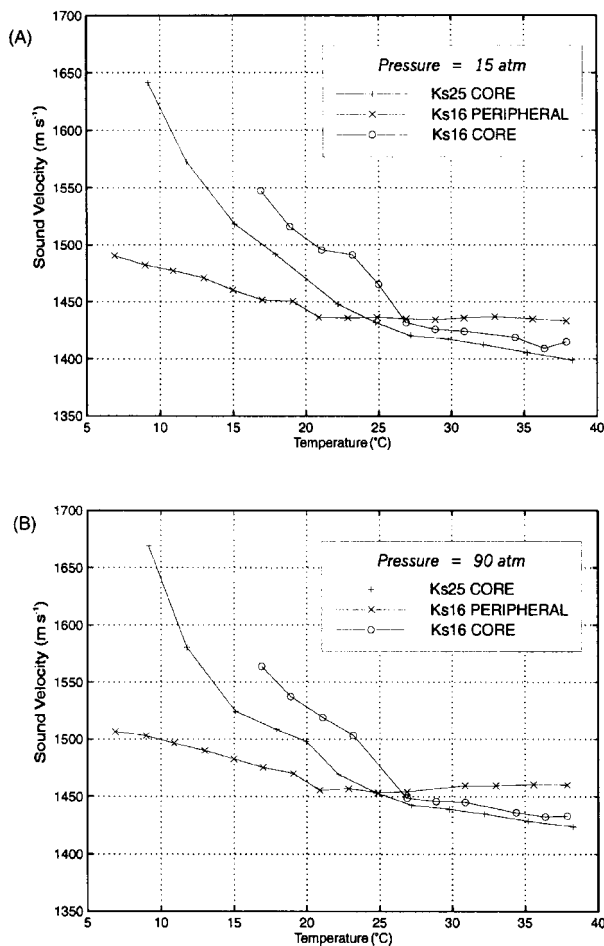 (A)
1700
1650
1600
1550
1500
1450
1400
1350
Sound Velocity (m s⁻¹)
Pressure = 15 atm
Ks25 CORE
Ks16 PERIPHERAL
Ks16 CORE
5 10 15 20 25 30 35 40
Temperature (°C)
(B)
1700
1650
1600
1550
1500
1450
1400
1350
Sound Velocity (m s⁻¹)
Pressure = 90 atm
Ks25 CORE
Ks16 PERIPHERAL
Ks16 CORE
5 10 15 20 25 30 35 40
Temperature (°C)